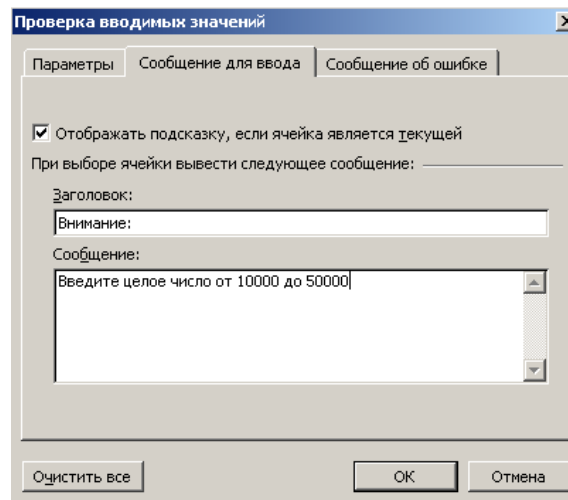 Проверка вводимых значений
Параметры
Сообщение для ввода
Сообщение об ошибке
Отображать подсказку, если ячейка является текущей
При выборе ячейки вывести следующее сообщение:
Заголовок:
Внимание:
Сообщение:
Введите целое число от 10000 до 50000
Очистить все
ОК
Отмена